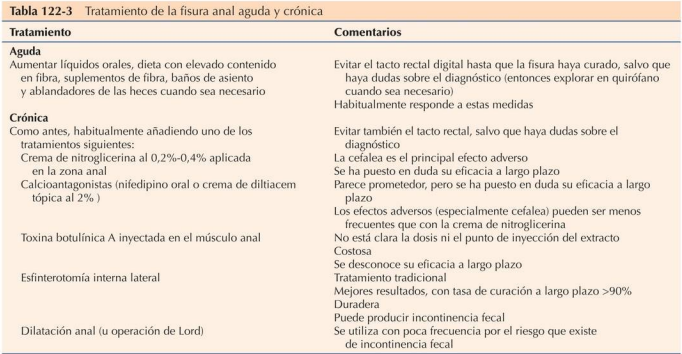 Tabla 122-3 Tratamiento de la fisura anal aguda y crónica
Tratamiento Comentarios
Aguda
Aumentar líquidos orales, dieta con elevado contenido
en fibra, suplementos de fibra, baños de asiento
y ablandadores de las heces cuando sea necesario
Evitar el tacto rectal digital hasta que la fisura haya curado, salvo que
haya dudas sobre el diagnóstico (entonces explorar en quirófano
cuando sea necesario)
Habitualmente responde a estas medidas
Crónica
Como antes, habitualmente añadiendo uno de los
tratamientos siguientes:
Evitar también el tacto rectal, salvo que haya dudas sobre el
diagnóstico
Crema de nitroglicerina al 0,2%-0,4% aplicada
en la zona anal
La cefalea es el principal efecto adverso
Se ha puesto en duda su eficacia a largo plazo
Calcioantagonistas (nifedipino oral o crema de diltiacem
tópica al 2% )
Parece prometedor, pero se ha puesto en duda su eficacia a largo
plazo
Los efectos adversos (especialmente cefalea) pueden ser menos
frecuentes que con la crema de nitroglicerina
Toxina botulínica A inyectada en el músculo anal
No está clara la dosis ni el punto de inyección del extracto
Costosa
Se desconoce su eficacia a largo plazo
Esfinterotomía interna lateral
Tratamiento tradicional
Mejores resultados, con tasa de curación a largo plazo >90%
Duradera
Puede producir incontinencia fecal
Dilatación anal (u operación de Lord)
Se utiliza con poca frecuencia por el riesgo que existe
de incontinencia fecal